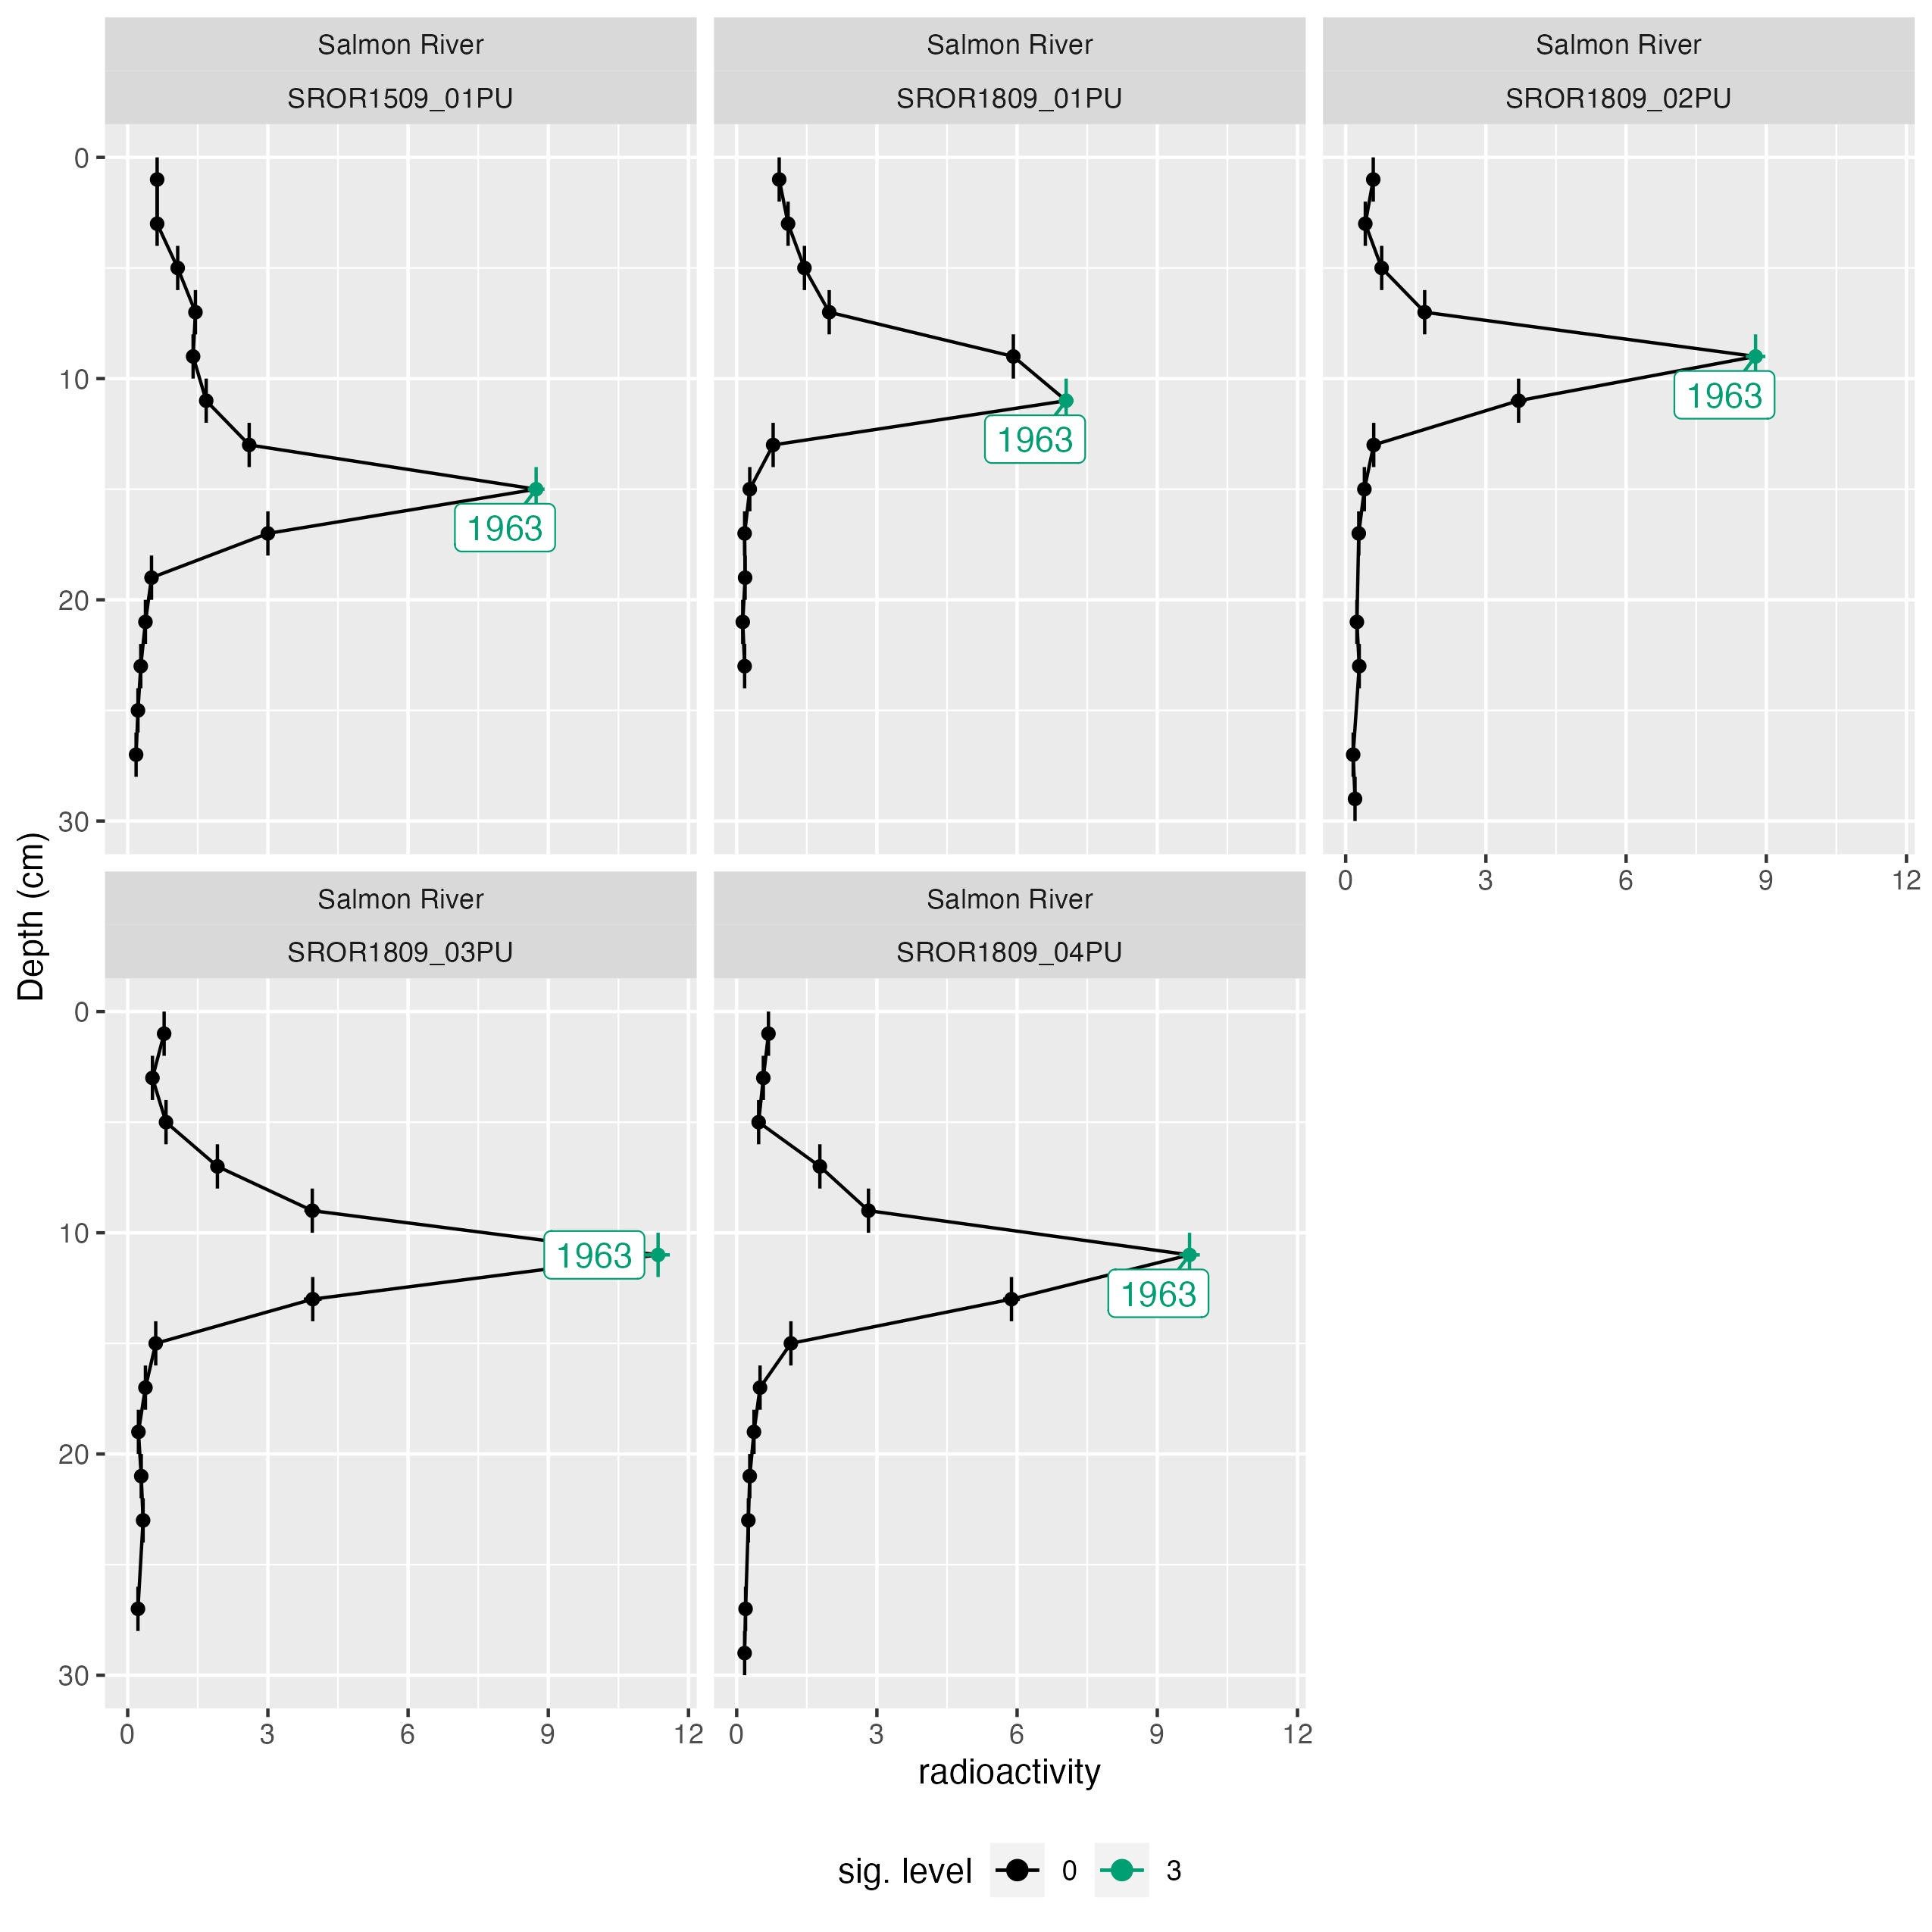 Salmon River
SROR1509_01PU
Salmon River
SROR1809_01PU
Salmon River
SROR1809_02PU
0
10
20
30
1963
1963
1963
0
3
6
9
12
Depth (cm)
Salmon River
SROR1809_03PU
Salmon River
SROR1809_04PU
0
10
20
30
1963
1963
0
3
6
9
12
0
3
6
9
12
radioactivity
sig. level
0
3